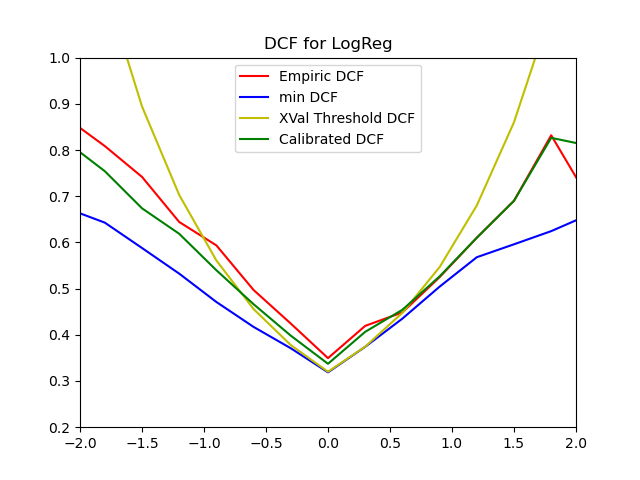 DCF for LogReg
Empiric DCF
min DCF
XVal Threshold DCF
Calibrated DCF
1.0
0.9
0.8
0.7
0.6
0.5
0.4
0.3
0.2
−2.0 −1.5 −1.0 −0.5 0.0 0.5 1.0 1.5 2.0